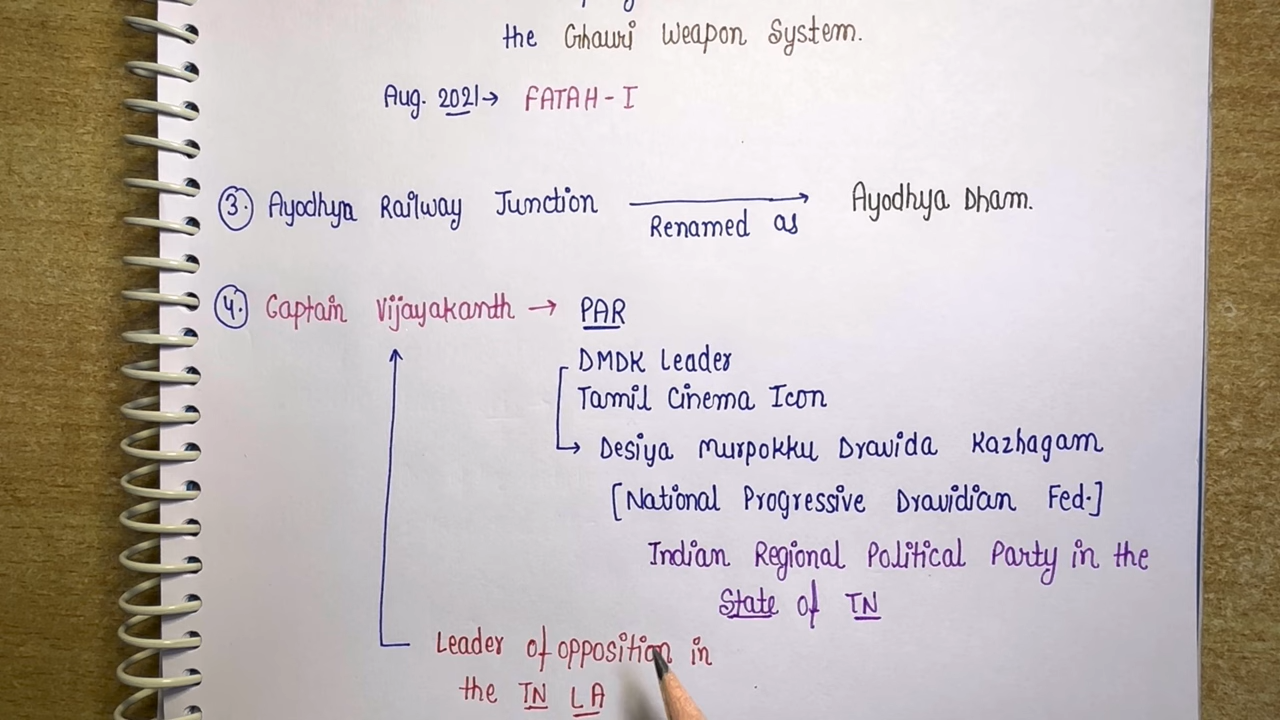 the Ghauri Weapon System.
Aug. 2021→ FATAH-I
3. Ayodhya Railway Junction → Ayodhya Dham.
Renamed as
4. Captain Vijayakanth → PAR
DMDK Leader
Tamil Cinema Icon
→ Desiya Murpokku Dravida Kazhagam
[National Progressive Dravidian Fed.]
Indian Regional Political Party in the
State of TN
Leader of opposition in
the TN LA